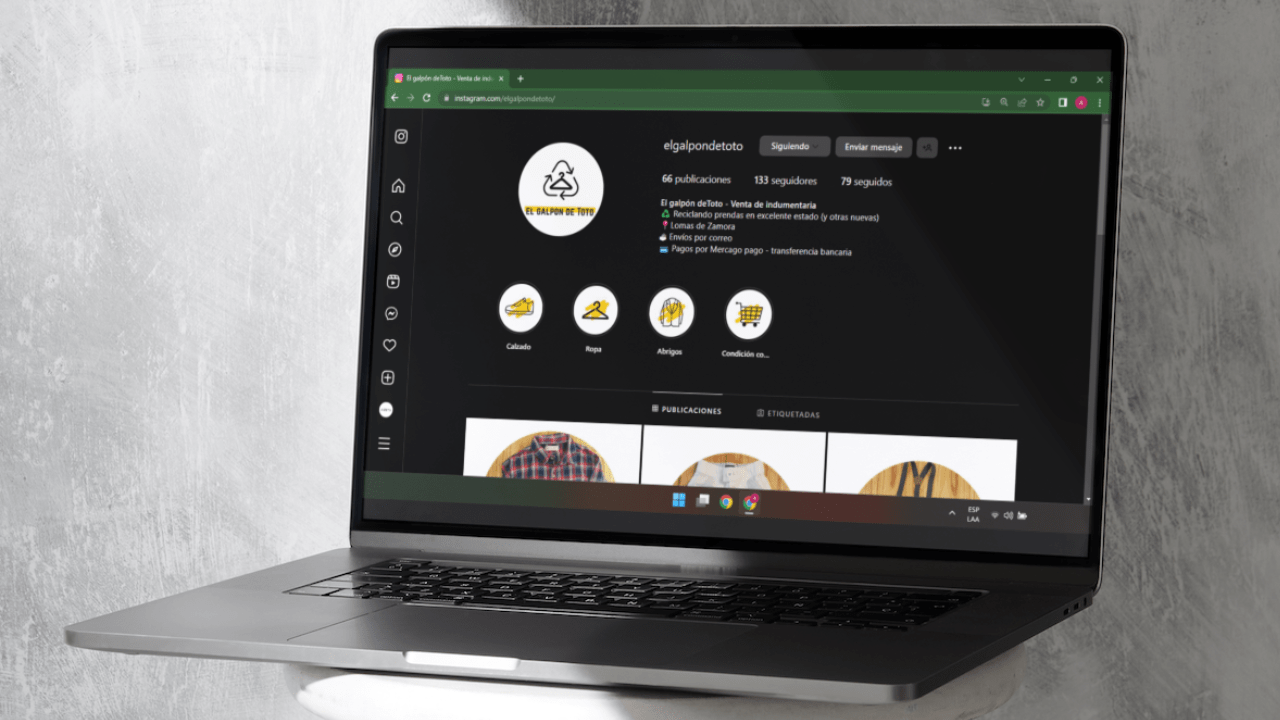 El galpón deToto - Venta de indu
instagram.com/elgalpondetoto/
elgalpondetoto
Siguiendo
Enviar mensaje
66 publicaciones
133 seguidores
79 seguidos
El galpón deToto - Venta de indumentaria
Reciclando prendas en excelente estado (y otras nuevas)
Lomas de Zamora
Envíos por correo
Pagos por Mercago pago - transferencia bancaria
EL GALPON DE TOTO
Calzado
Ropa
Abrigos
Condición co...
PUBLICACIONES
ETIQUETADAS
ESP
LAA